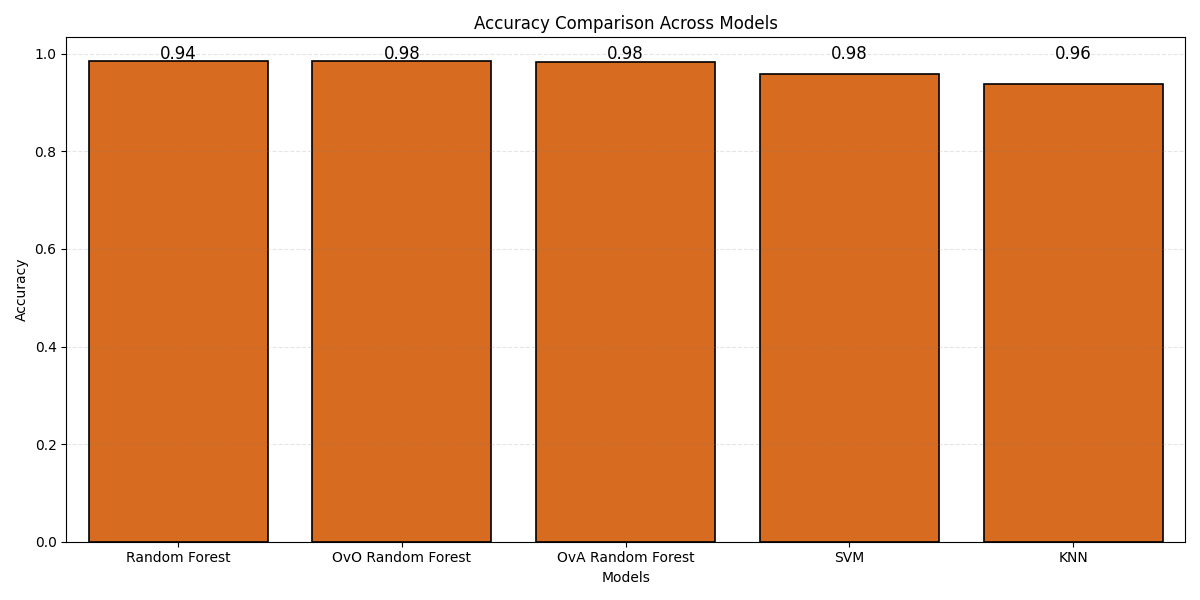 Accuracy Comparison Across Models
0.94 0.98 0.98 0.98 0.96
1.0
0.8
0.6
0.4
0.2
0.0
Accuracy
Random Forest OvO Random Forest OvA Random Forest SVM KNN
Models